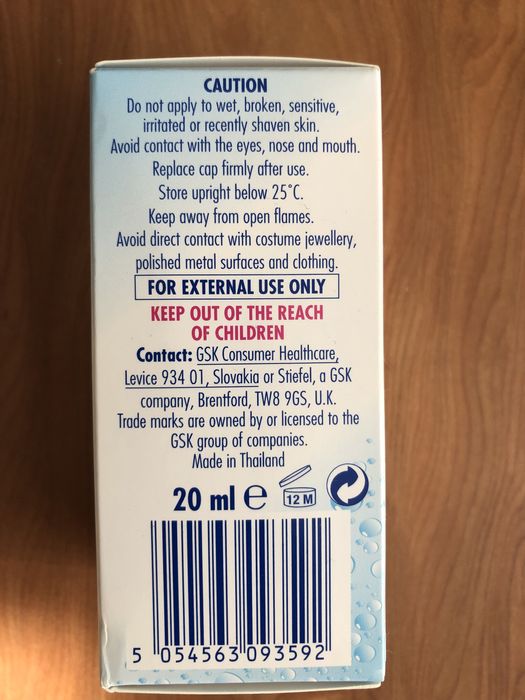 CAUTION
Do not apply to wet, broken, sensitive,
irritated or recently shaven skin.
Avoid contact with the eyes, nose and mouth.
Replace cap firmly after use.
Store upright below 25°C.
Keep away from open flames.
Avoid direct contact with costume jewellery,
polished metal surfaces and clothing.
FOR EXTERNAL USE ONLY
KEEP OUT OF THE REACH
OF CHILDREN
Contact: GSK Consumer Healthcare,
Levice 934 01, Slovakia or Stiefel, a GSK
company, Brentford, TW8 9GS, U.K.
Trade marks are owned by or licensed to the
GSK group of companies.
Made in Thailand
20 ml e 12 M
5 054563 093592